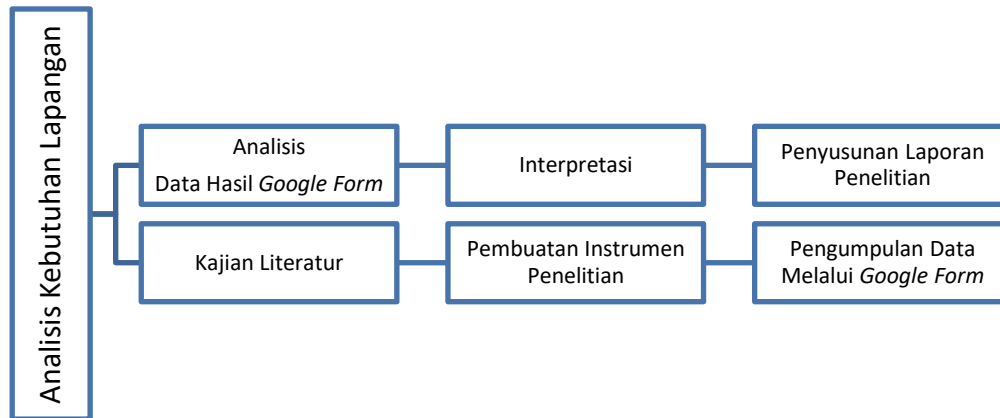 Analisis Kebutuhan Lapangan
Analisis
Data Hasil Google Form
Interpretasi
Penyusunan Laporan
Penelitian
Kajian Literatur
Pembuatan Instrumen
Penelitian
Pengumpulan Data
Melalui Google Form